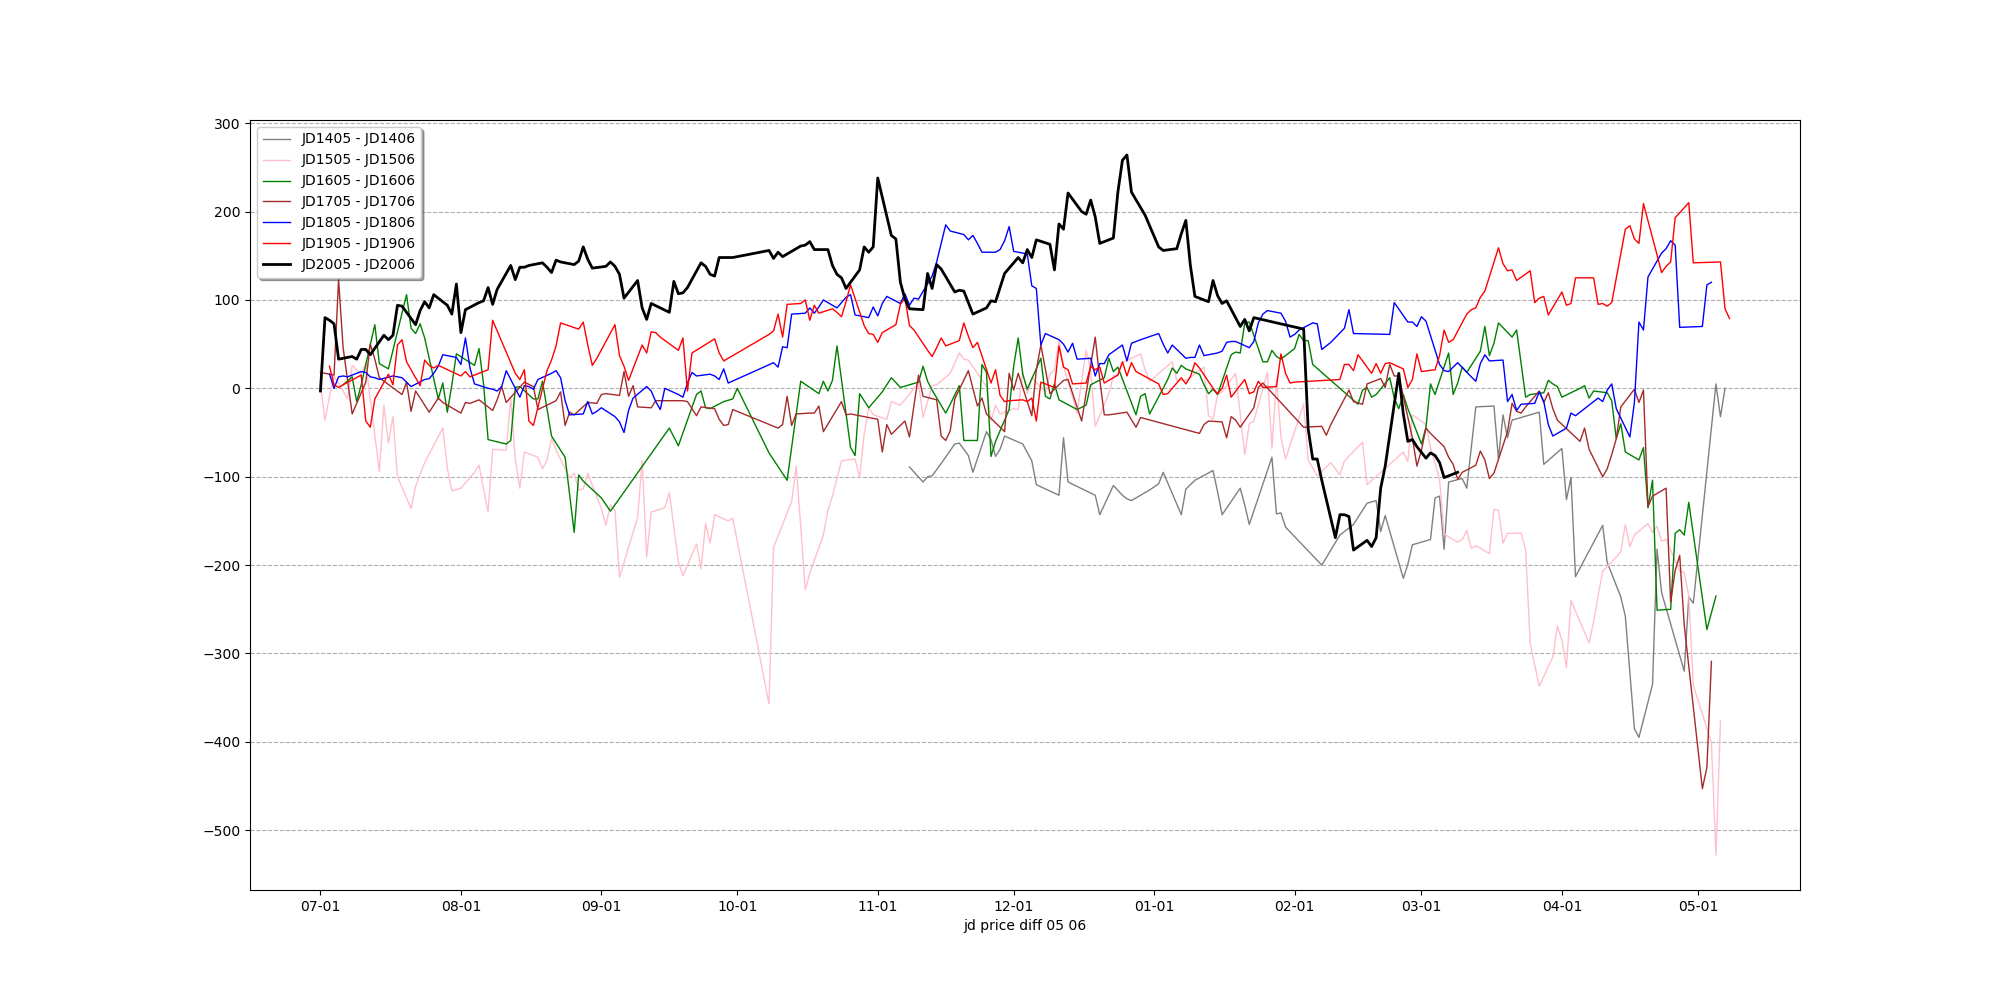 300
200
100
0
−100
−200
−300
−400
−500
JD1405 - JD1406
JD1505 - JD1506
JD1605 - JD1606
JD1705 - JD1706
JD1805 - JD1806
JD1905 - JD1906
JD2005 - JD2006
07-01 08-01 09-01 10-01 11-01 12-01 01-01 02-01 03-01 04-01 05-01
jd price diff 05 06